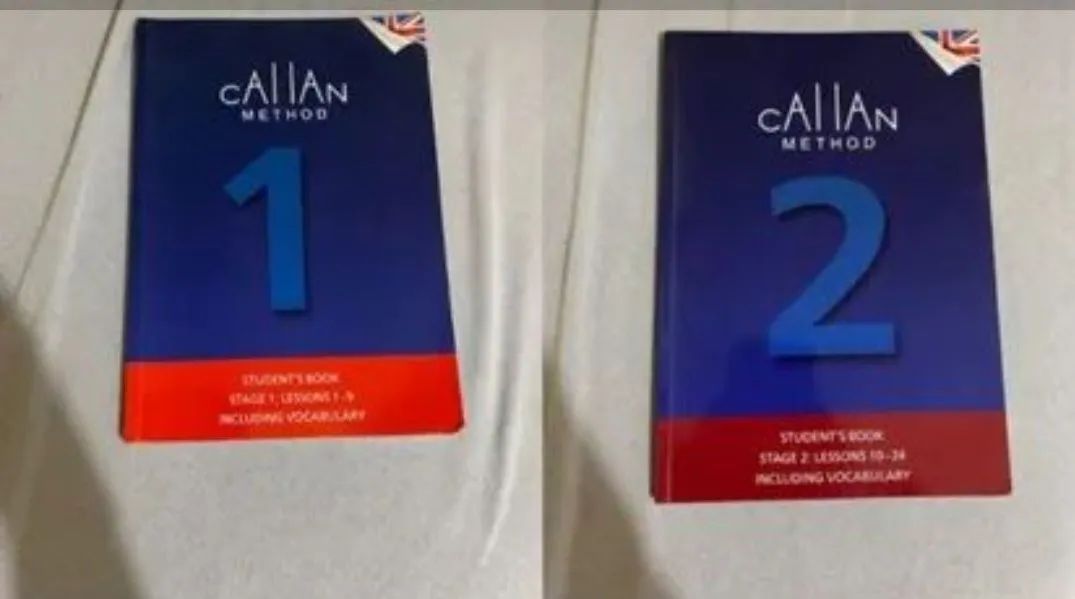 CALLAN
METHOD
1
STUDENT'S BOOK
STAGE 1: LESSONS 1–9
INCLUDING VOCABULARY
CALLAN
METHOD
2
STUDENT'S BOOK
STAGE 2: LESSONS 10–24
INCLUDING VOCABULARY